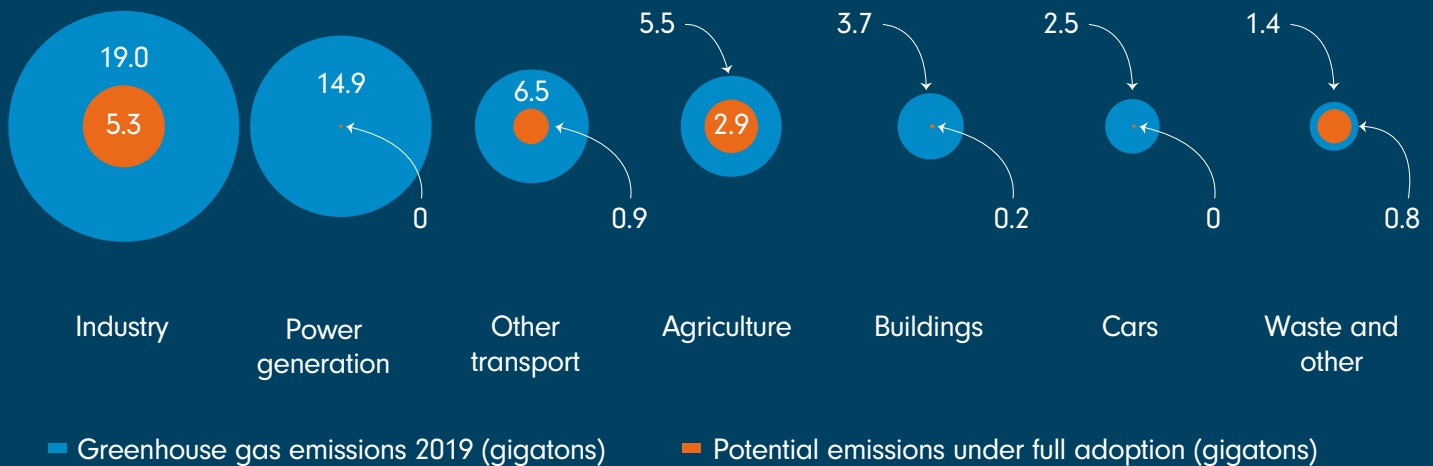 5.5
3.7
2.5
1.4
19.0
14.9
6.5
5.3
2.9
0
0.9
0.2
0
0.8
Industry
Power
generation
Other
transport
Agriculture
Buildings
Cars
Waste and
other
Greenhouse gas emissions 2019 (gigatons)
Potential emissions under full adoption (gigatons)